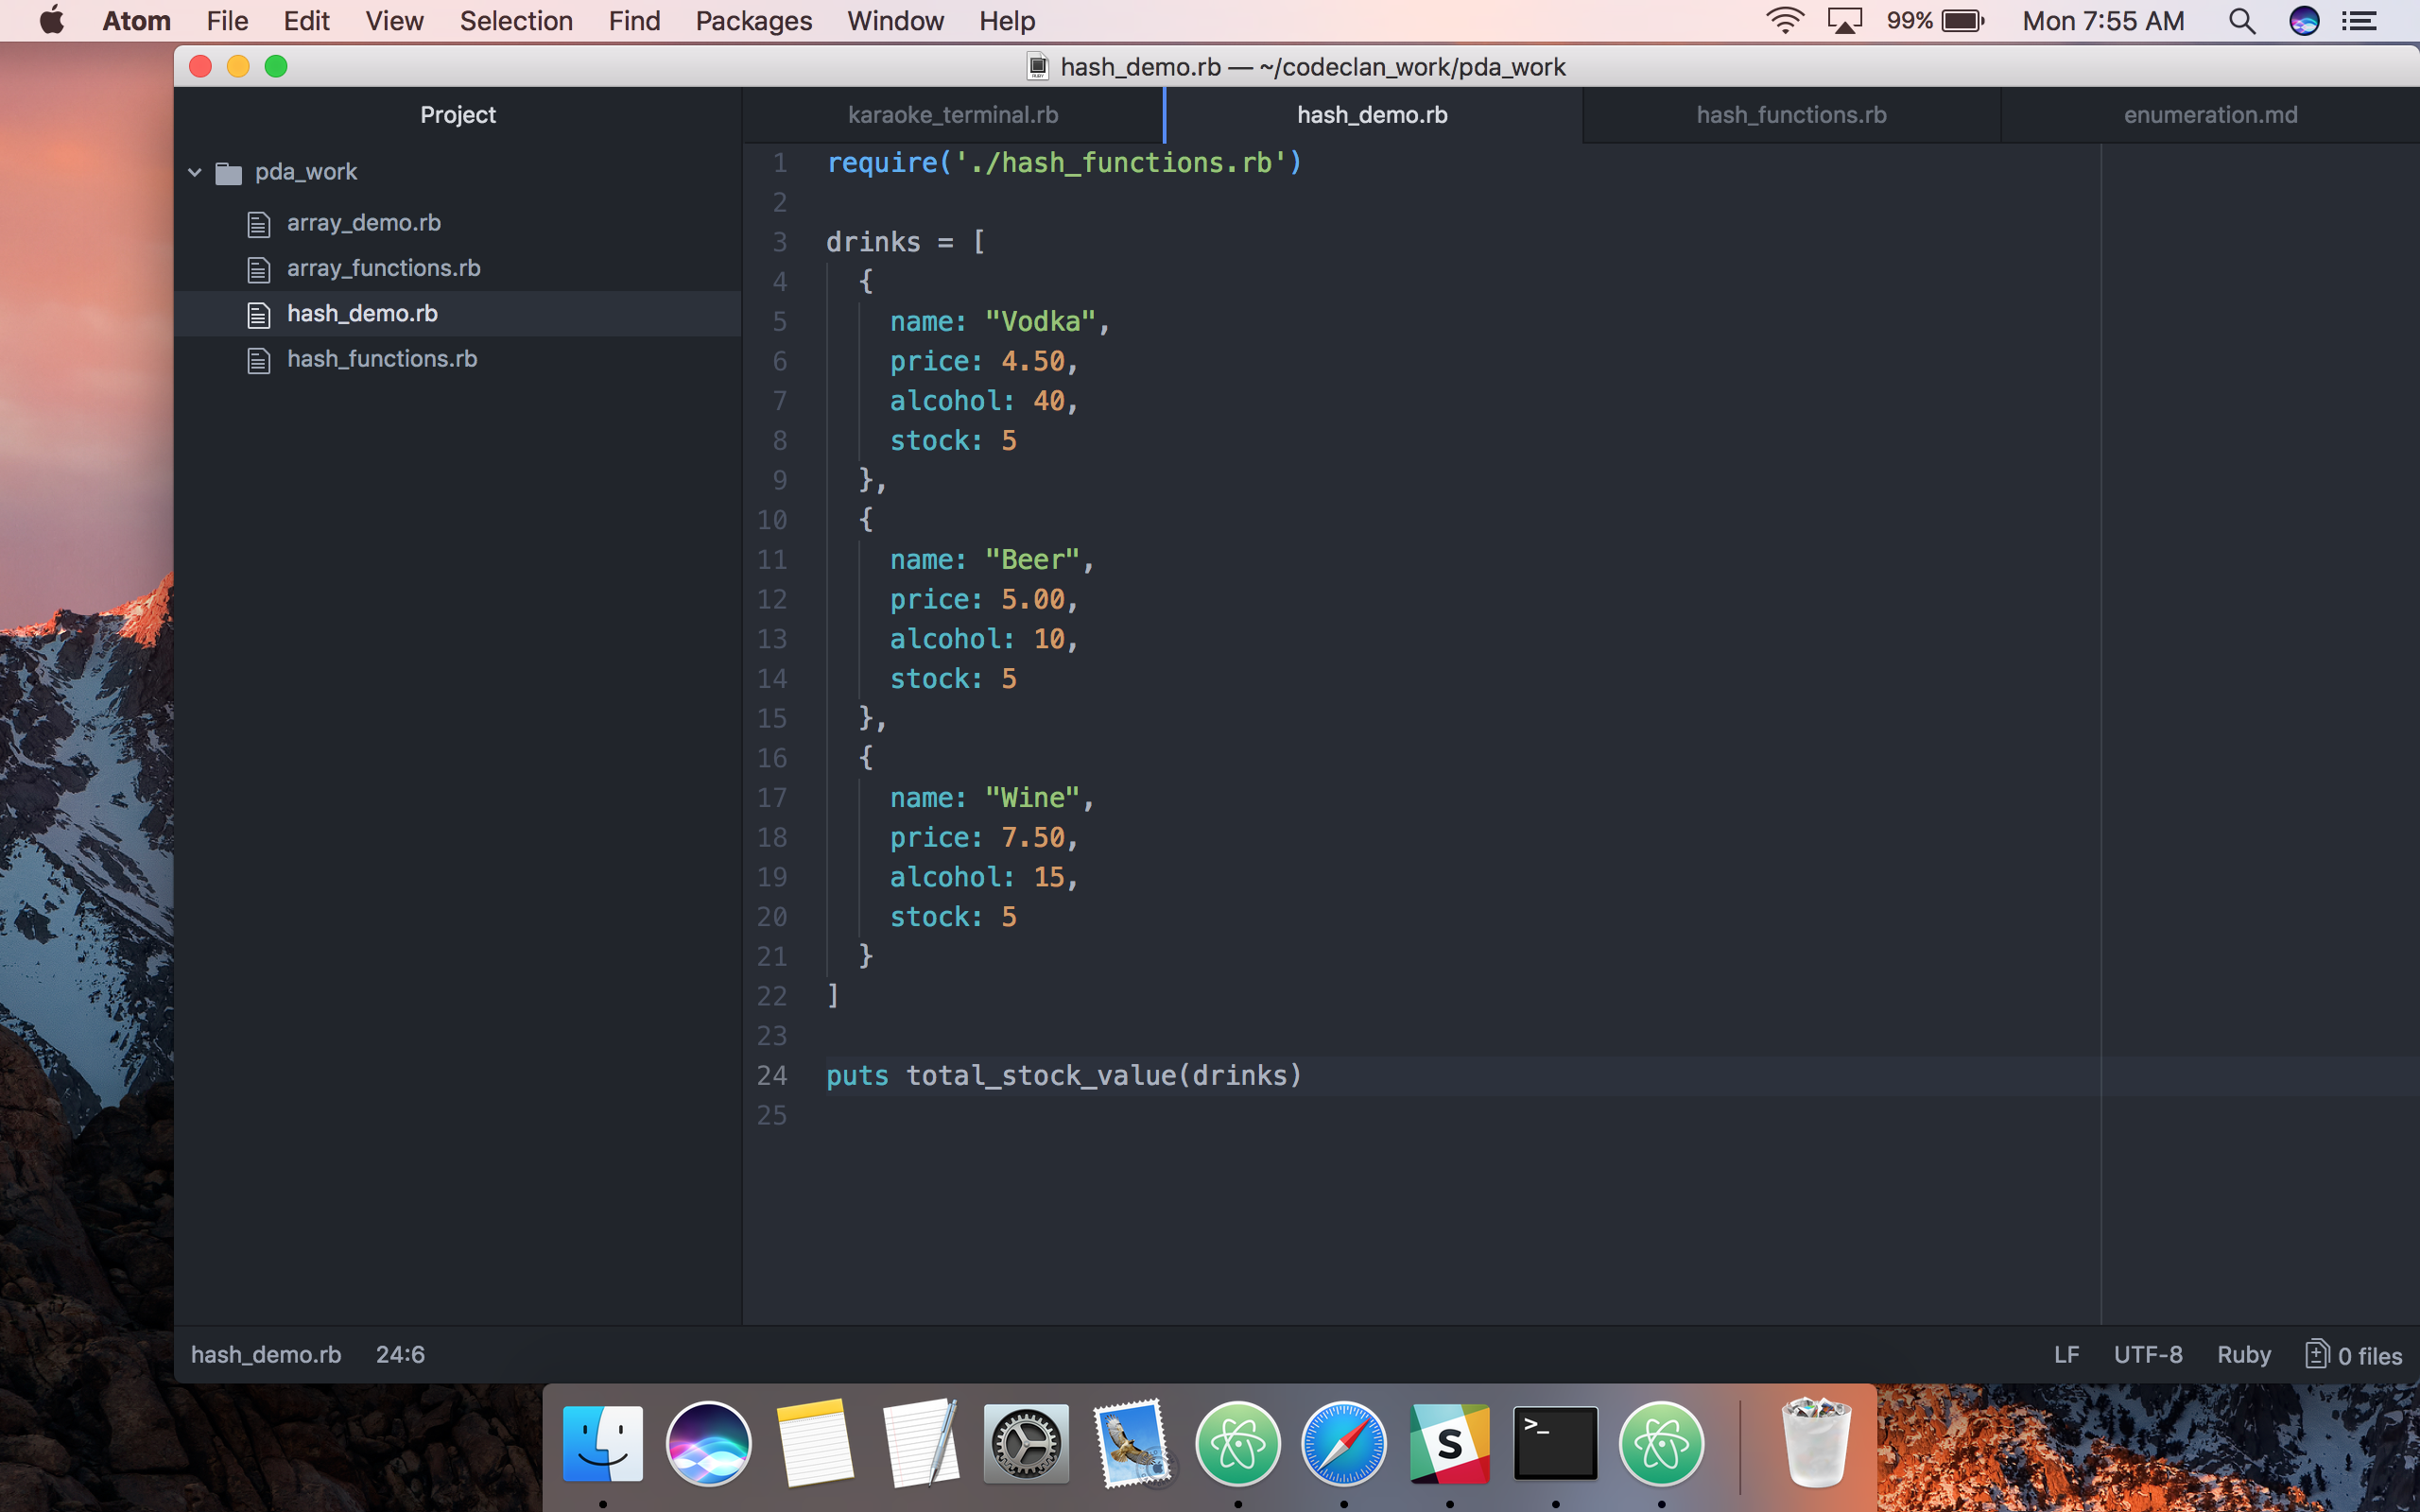 Atom File Edit View Selection Find Packages Window Help 99% Mon 7:55 AM
hash_demo.rb — ~/codeclan_work/pda_work
Project
karaoke_terminal.rb hash_demo.rb hash_functions.rb enumeration.md
pda_work
array_demo.rb
array_functions.rb
hash_demo.rb
hash_functions.rb
1 require('./hash_functions.rb')
2
3 drinks = [
4 {
5 name: "Vodka",
6 price: 4.50,
7 alcohol: 40,
8 stock: 5
9 },
10 {
11 name: "Beer",
12 price: 5.00,
13 alcohol: 10,
14 stock: 5
15 },
16 {
17 name: "Wine",
18 price: 7.50,
19 alcohol: 15,
20 stock: 5
21 }
22 ]
23
24 puts total_stock_value(drinks)
25
hash_demo.rb 24:6 LF UTF-8 Ruby 0 files
S >_